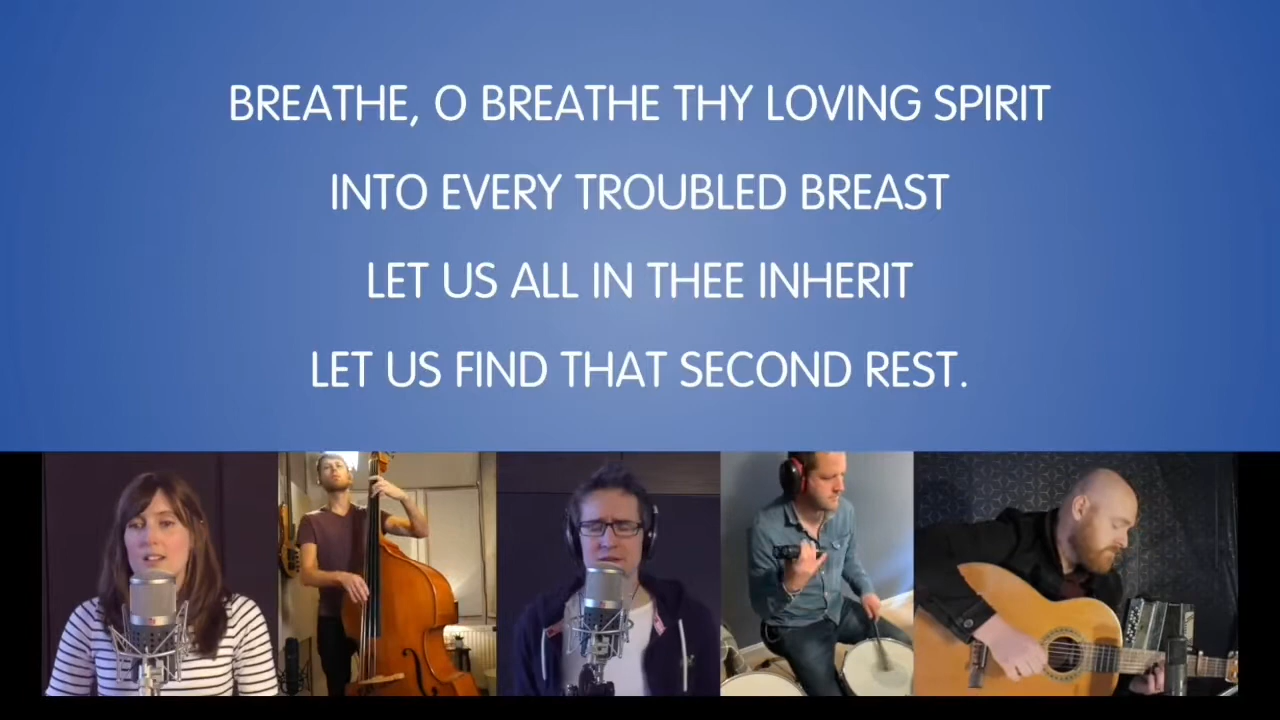 BREATHE, O BREATHE THY LOVING SPIRIT
INTO EVERY TROUBLED BREAST
LET US ALL IN THEE INHERIT
LET US FIND THAT SECOND REST.